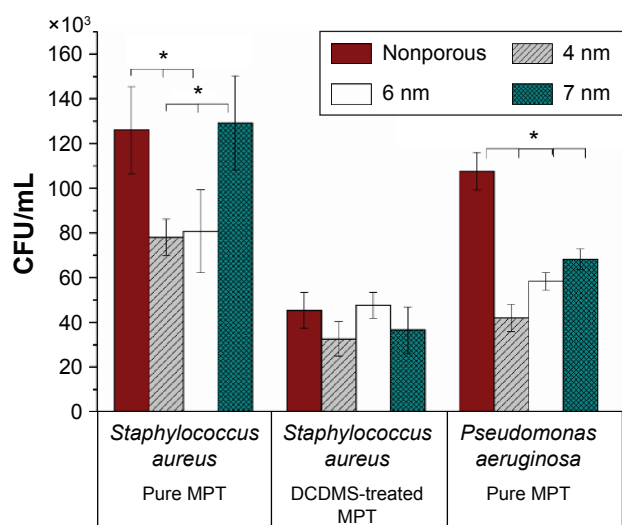 ×10³
160
140
120
100
80
60
40
20
0
CFU/mL
Nonporous
4 nm
6 nm
7 nm
*
*
*
Staphylococcus
aureus
Pure MPT
Staphylococcus
aureus
DCDMS-treated
MPT
Pseudomonas
aeruginosa
Pure MPT